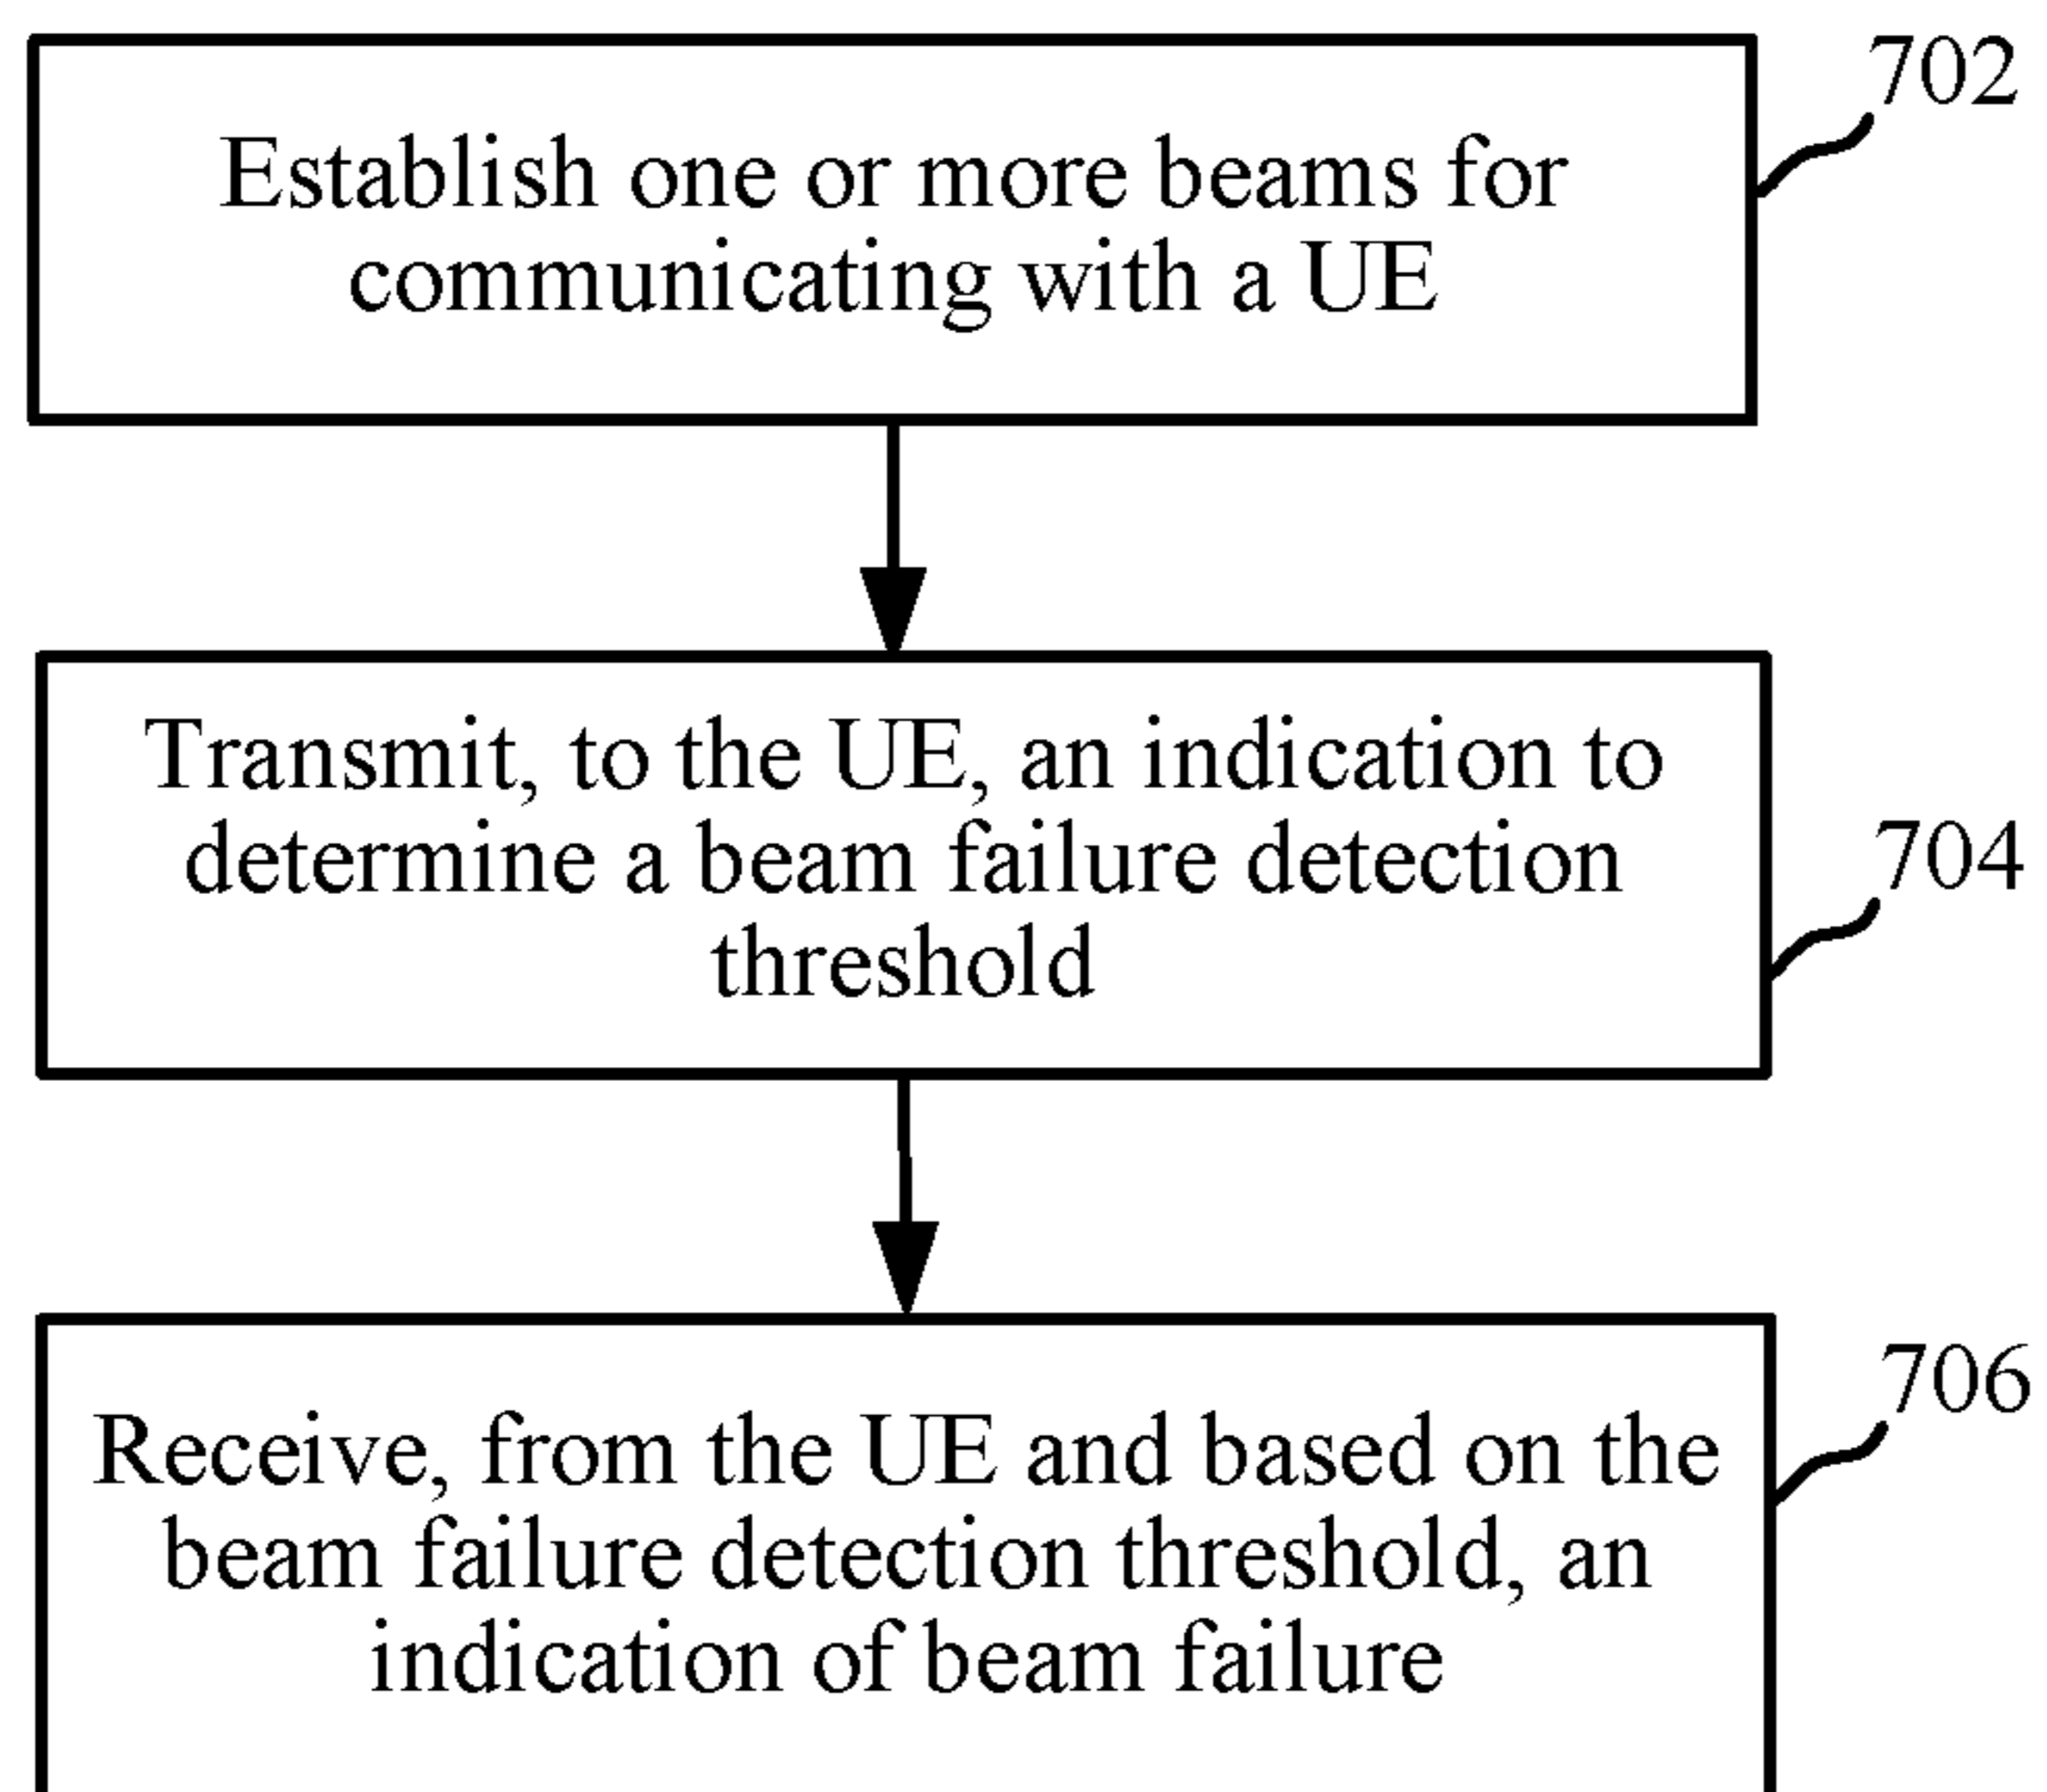 702
Establish one or more beams for
communicating with a UE
Transmit, to the UE, an indication to
determine a beam failure detection
threshold
704
706
Receive, from the UE and based on the
beam failure detection threshold, an
indication of beam failure